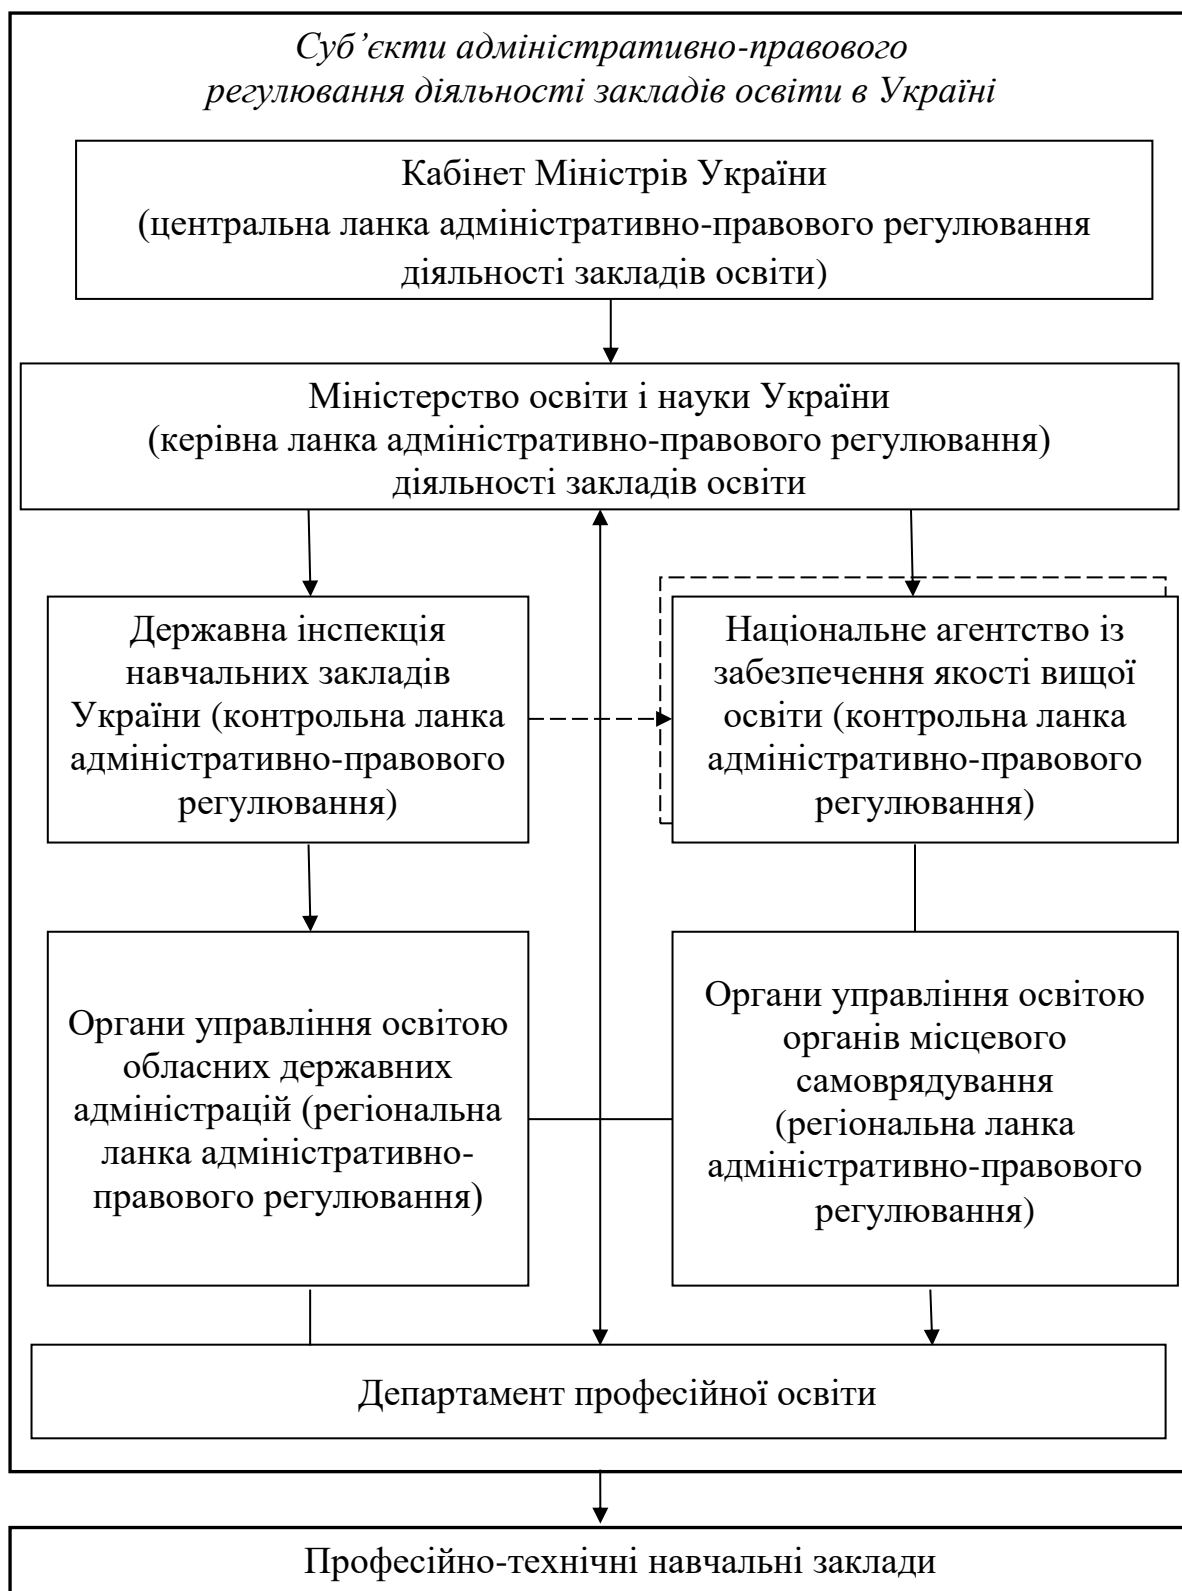 Суб’єкти адміністративно-правового
регулювання діяльності закладів освіти в Україні
Кабінет Міністрів України
(центральна ланка адміністративно-правового регулювання
діяльності закладів освіти)
Міністерство освіти і науки України
(керівна ланка адміністративно-правового регулювання)
діяльності закладів освіти
Державна інспекція
навчальних закладів
України (контрольна ланка
адміністративно-правового
регулювання)
Національне агентство із
забезпечення якості вищої
освіти (контрольна ланка
адміністративно-правового
регулювання)
Органи управління освітою
обласних державних
адміністрацій (регіональна
ланка адміністративно-
правового регулювання)
Органи управління освітою
органів місцевого
самоврядування
(регіональна ланка
адміністративно-правового
регулювання)
Департамент професійної освіти
Професійно-технічні навчальні заклади